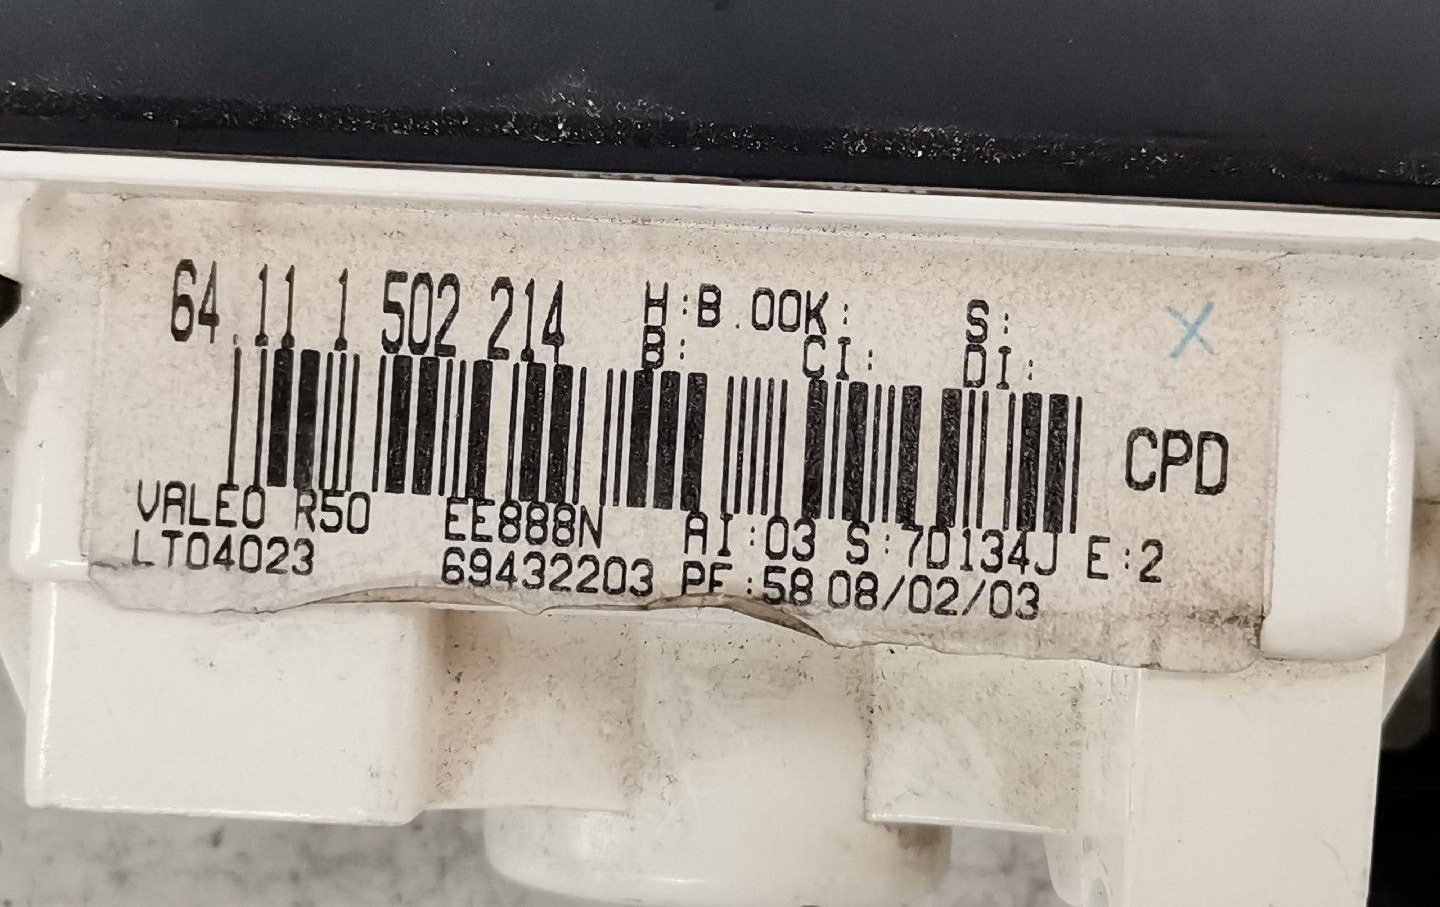 64.11 1 502 214 H:B.00K: S:
B: CI: DI:
CPD
VALEO R50 EE888N AI:03 S:7D134J E:2
LT04023 69432203 PF:58 08/02/03